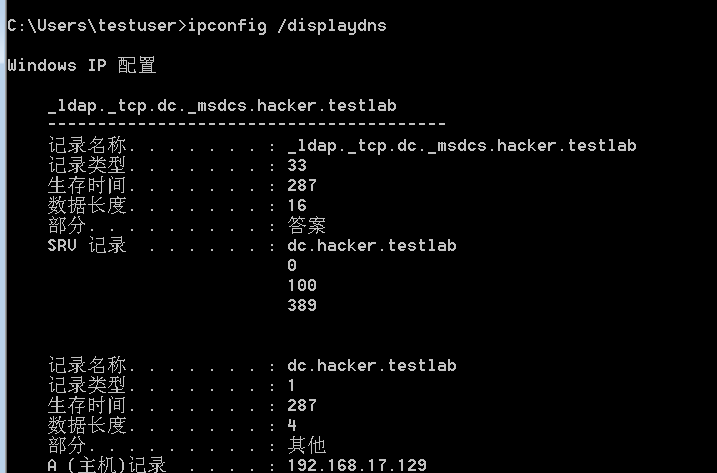 C:\Users\testuser>ipconfig /displaydns
Windows IP 配置
_ldap._tcp.dc._msdcs.hacker.testlab
----------------------------------------
记录名称. . . . . . . : _ldap._tcp.dc._msdcs.hacker.testlab
记录类型. . . . . . . : 33
生存时间. . . . . . . : 287
数据长度. . . . . . . : 16
部分. . . . . . . . . : 答案
SRV 记录 . . . . . . : dc.hacker.testlab
0
100
389
记录名称. . . . . . . : dc.hacker.testlab
记录类型. . . . . . . : 1
生存时间. . . . . . . : 287
数据长度. . . . . . . : 4
部分. . . . . . . . . : 其他
A (主机)记录 . . . . : 192.168.17.129